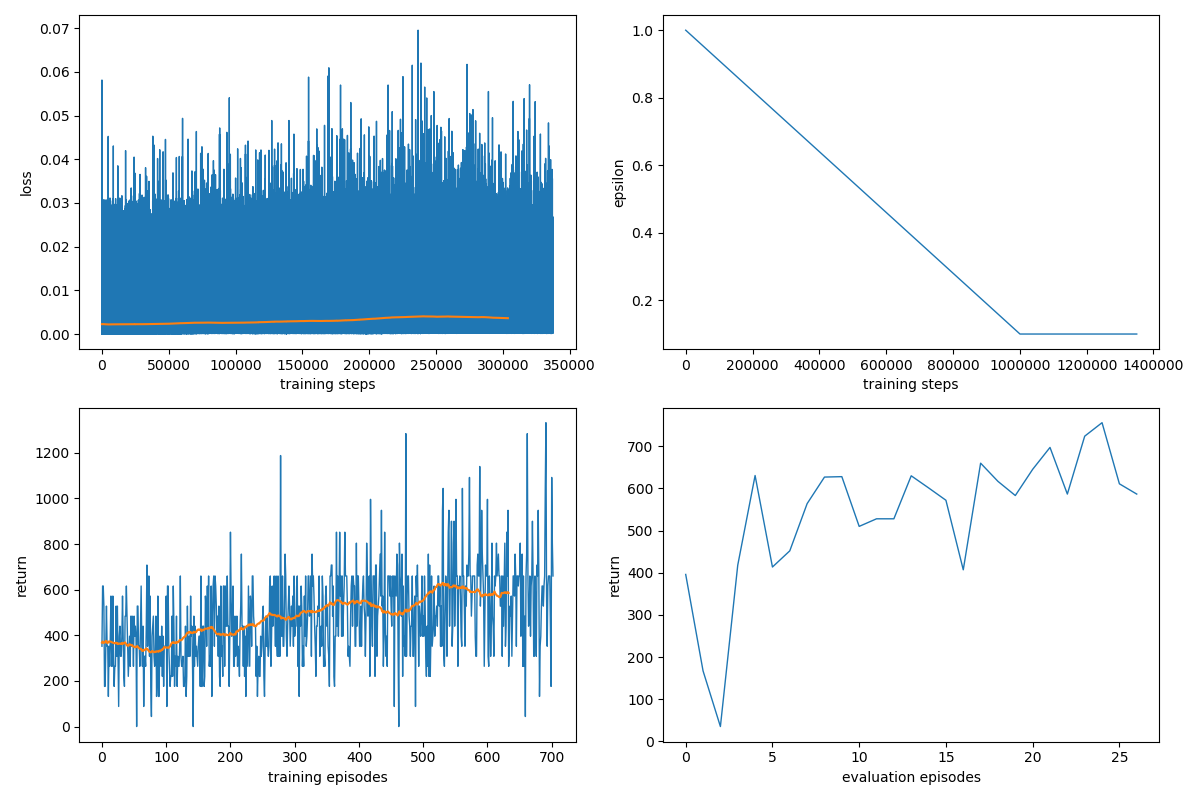 0.07
0.06
0.05
0.04
0.03
0.02
0.01
0.00
loss
0 50000 100000 150000 200000 250000 300000 350000
training steps
1.0
0.8
0.6
0.4
0.2
epsilon
0 200000 400000 600000 800000 1000000 1200000 1400000
training steps
1200
1000
800
600
400
200
0
return
0 100 200 300 400 500 600 700
training episodes
700
600
500
400
300
200
100
0
return
0 5 10 15 20 25
evaluation episodes